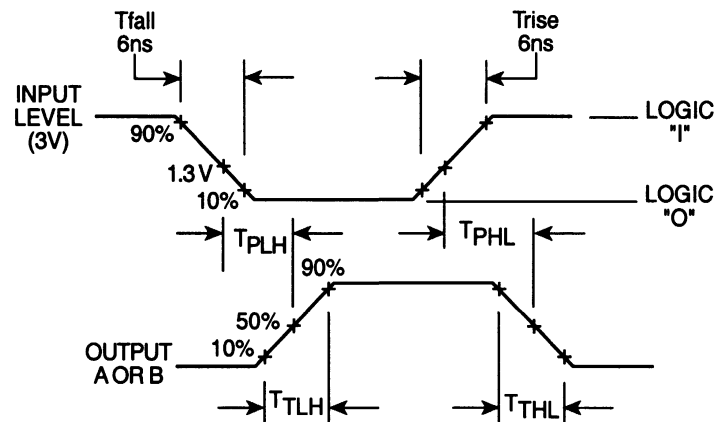 Tfall
6ns
Trise
6ns
INPUT
LEVEL
(3V)
90%
1.3 V
10%
LOGIC
"I"
LOGIC
"O"
TPLH
TPHL
90%
50%
10%
OUTPUT
A OR B
TTLH
TTHL